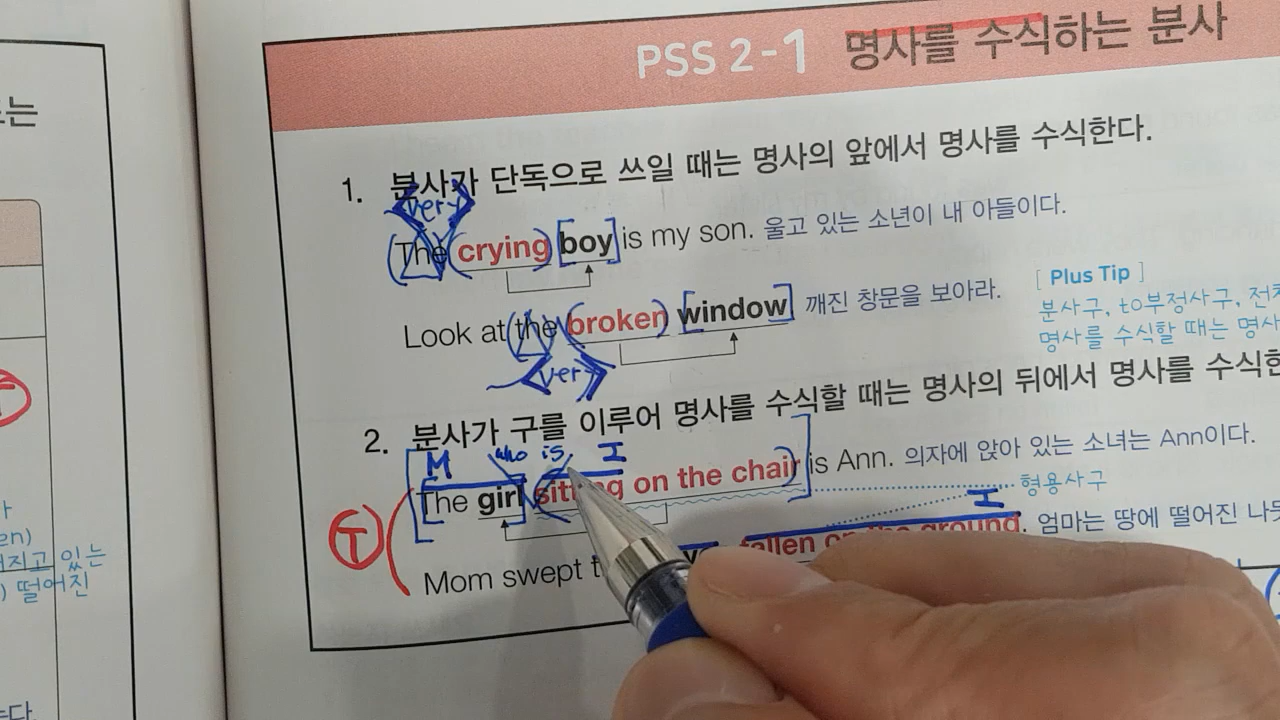 PSS 2-1 명사를 수식하는 분사
1. 분사가 단독으로 쓰일 때는 명사의 앞에서 명사를 수식한다.
very
The crying boy is my son. 울고 있는 소년이 내 아들이다.
Look at the broken window 깨진 창문을 보아라.
very
[ Plus Tip ]
분사구, to부정사구, 전
명사를 수식할 때는 명사
2. 분사가 구를 이루어 명사를 수식할 때는 명사의 뒤에서 명사를 수식
M who is I
The girl sitting on the chair is Ann. 의자에 앉아 있는 소녀는 Ann이다.
형용사구
I
T
Mom swept fallen on the ground. 엄마는 땅에 떨어진
en)
있는
떨어진